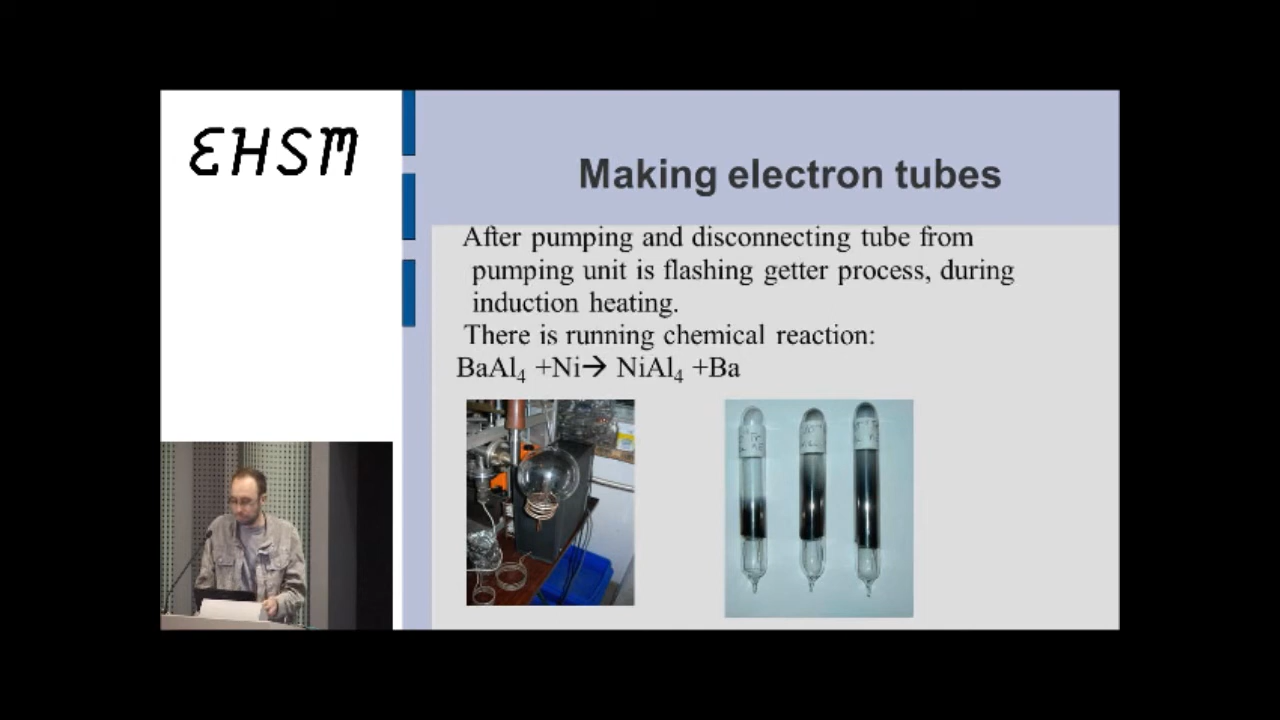 EHSM
Making electron tubes
After pumping and disconnecting tube from
pumping unit is flashing getter process, during
induction heating.
There is running chemical reaction:
BaAl₄ +Ni→ NiAl₄ +Ba